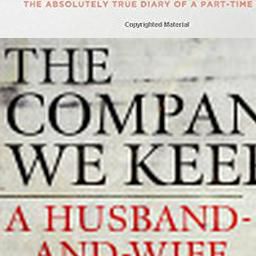 THE ABSOLUTELY TRUE DIARY OF A PART-TIME
Copyrighted Material
THE
COMPAN
WE KEE
A HUSBAND-
AND-WIFE